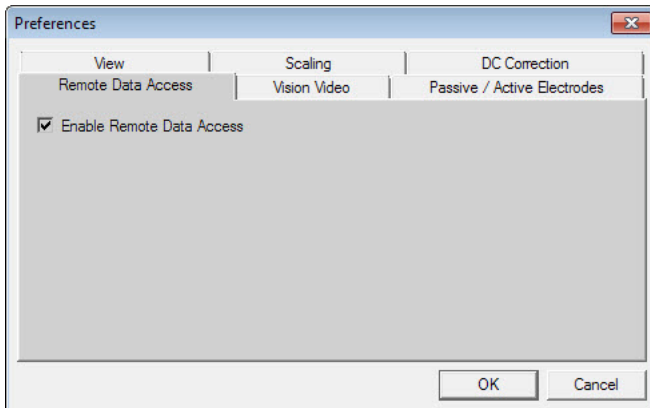 Preferences
View Scaling DC Correction
Remote Data Access Vision Video Passive / Active Electrodes
Enable Remote Data Access
OK Cancel